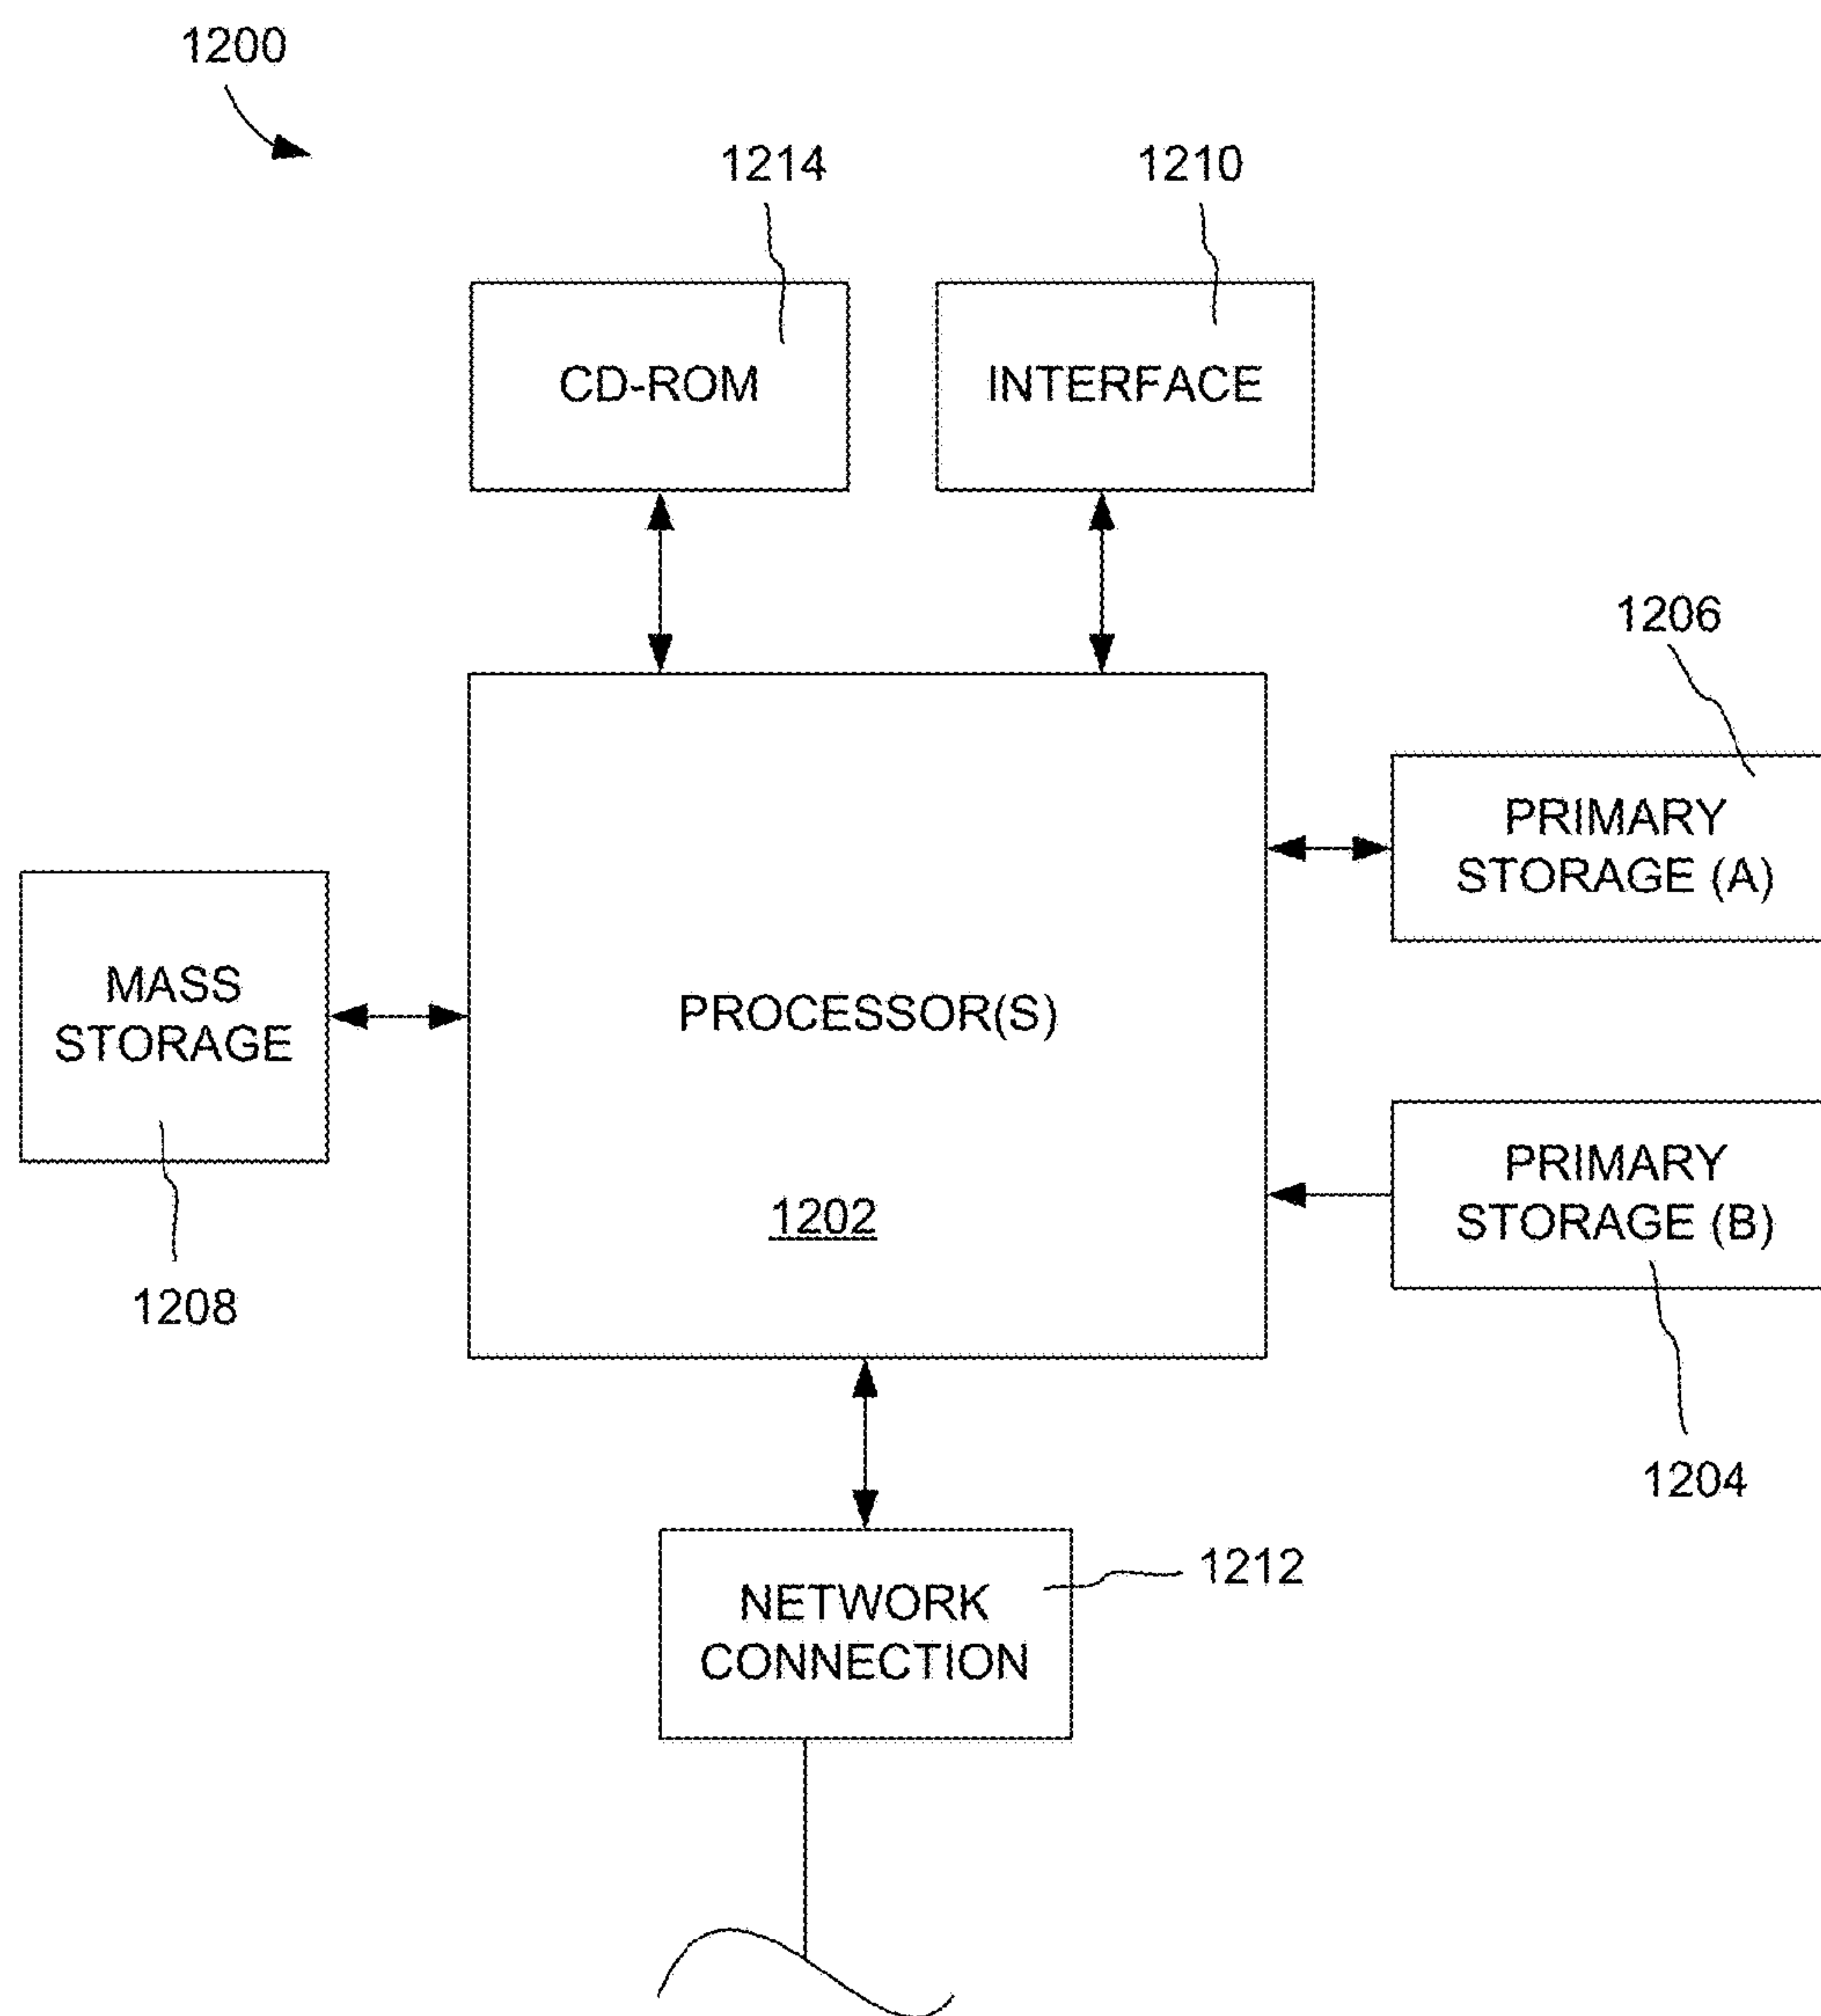 1200
1214
1210
CD-ROM
INTERFACE
1206
PRIMARY
STORAGE (A)
MASS
STORAGE
PROCESSOR(S)
PRIMARY
STORAGE (B)
1202
1208
1204
1212
NETWORK
CONNECTION